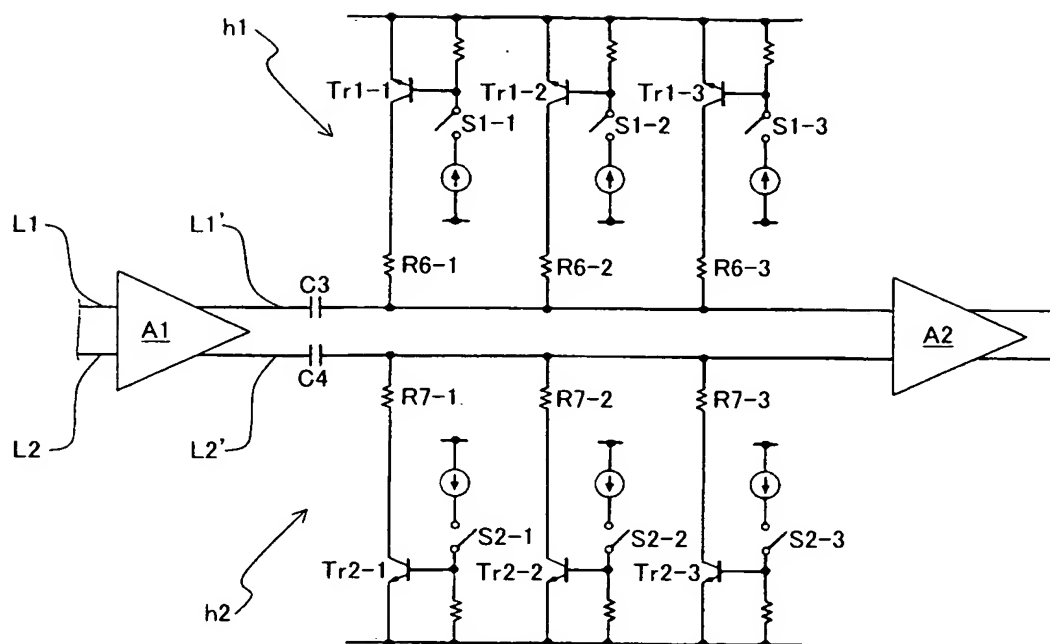 h1
Tr1-1
Tr1-2
Tr1-3
S1-1
S1-2
S1-3
L1
L1'
C3
R6-1
R6-2
R6-3
A1
A2
C4
R7-1
R7-2
R7-3
L2
L2'
S2-1
S2-2
S2-3
Tr2-1
Tr2-2
Tr2-3
h2